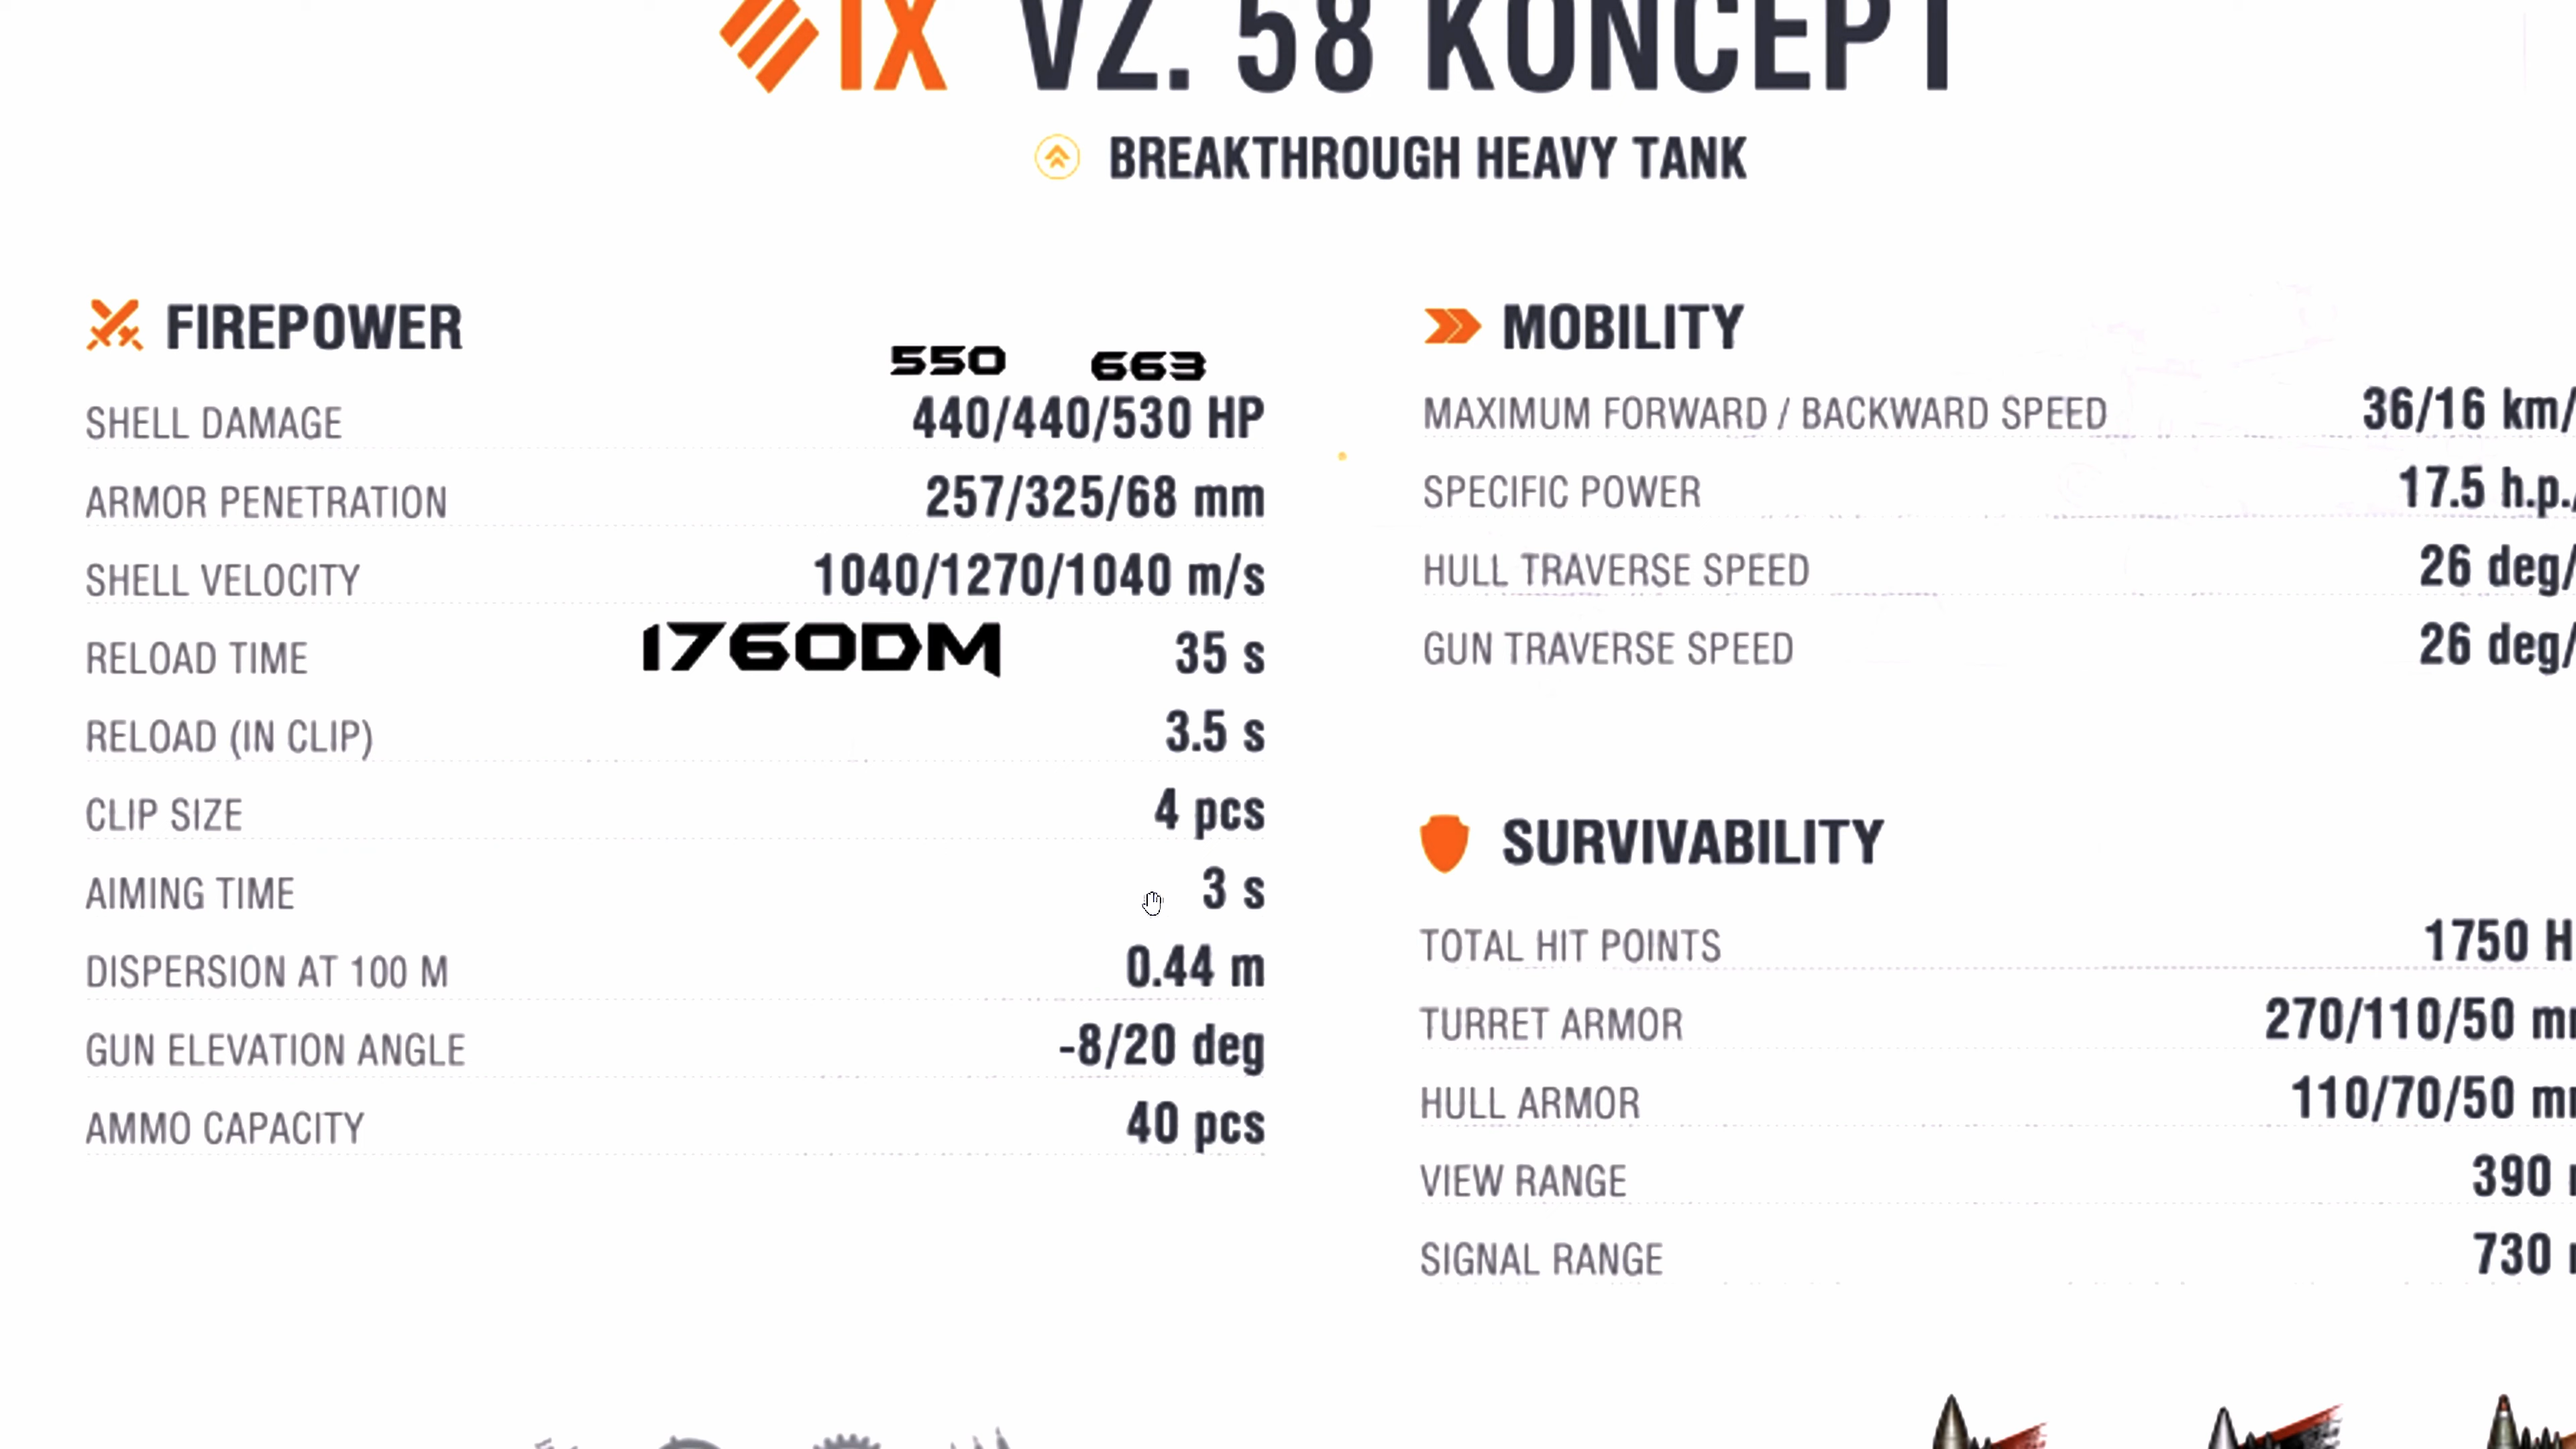 IX VZ. 58 KONCEPT
BREAKTHROUGH HEAVY TANK
FIREPOWER
550 663
SHELL DAMAGE 440/440/530 HP
ARMOR PENETRATION 257/325/68 mm
SHELL VELOCITY 1040/1270/1040 m/s
RELOAD TIME 1760DM 35 s
RELOAD (IN CLIP) 3.5 s
CLIP SIZE 4 pcs
AIMING TIME 3 s
DISPERSION AT 100 M 0.44 m
GUN ELEVATION ANGLE -8/20 deg
AMMO CAPACITY 40 pcs
MOBILITY
MAXIMUM FORWARD / BACKWARD SPEED 36/16 km/
SPECIFIC POWER 17.5 h.p./
HULL TRAVERSE SPEED 26 deg/
GUN TRAVERSE SPEED 26 deg/
SURVIVABILITY
TOTAL HIT POINTS 1750 H
TURRET ARMOR 270/110/50 m
HULL ARMOR 110/70/50 m
VIEW RANGE 390
SIGNAL RANGE 730